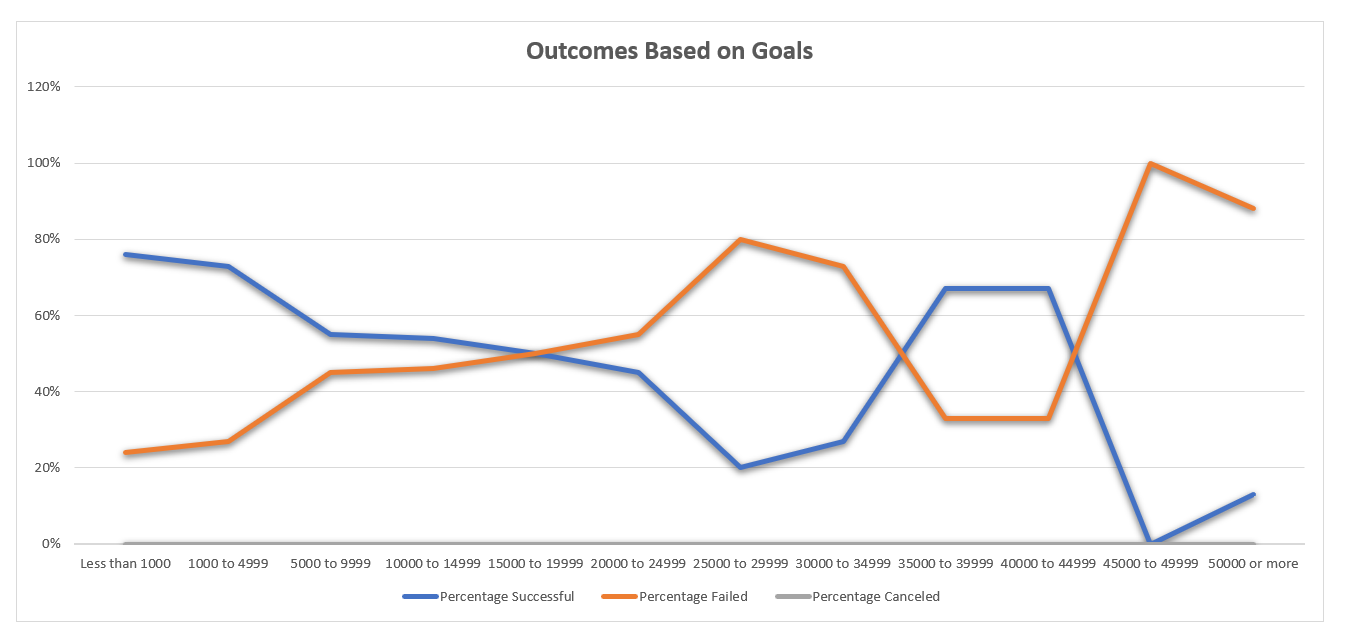 Outcomes Based on Goals
120%
100%
80%
60%
40%
20%
0%
Less than 1000 1000 to 4999 5000 to 9999 10000 to 14999 15000 to 19999 20000 to 24999 25000 to 29999 30000 to 34999 35000 to 39999 40000 to 44999 45000 to 49999 50000 or more
Percentage Successful Percentage Failed Percentage Canceled